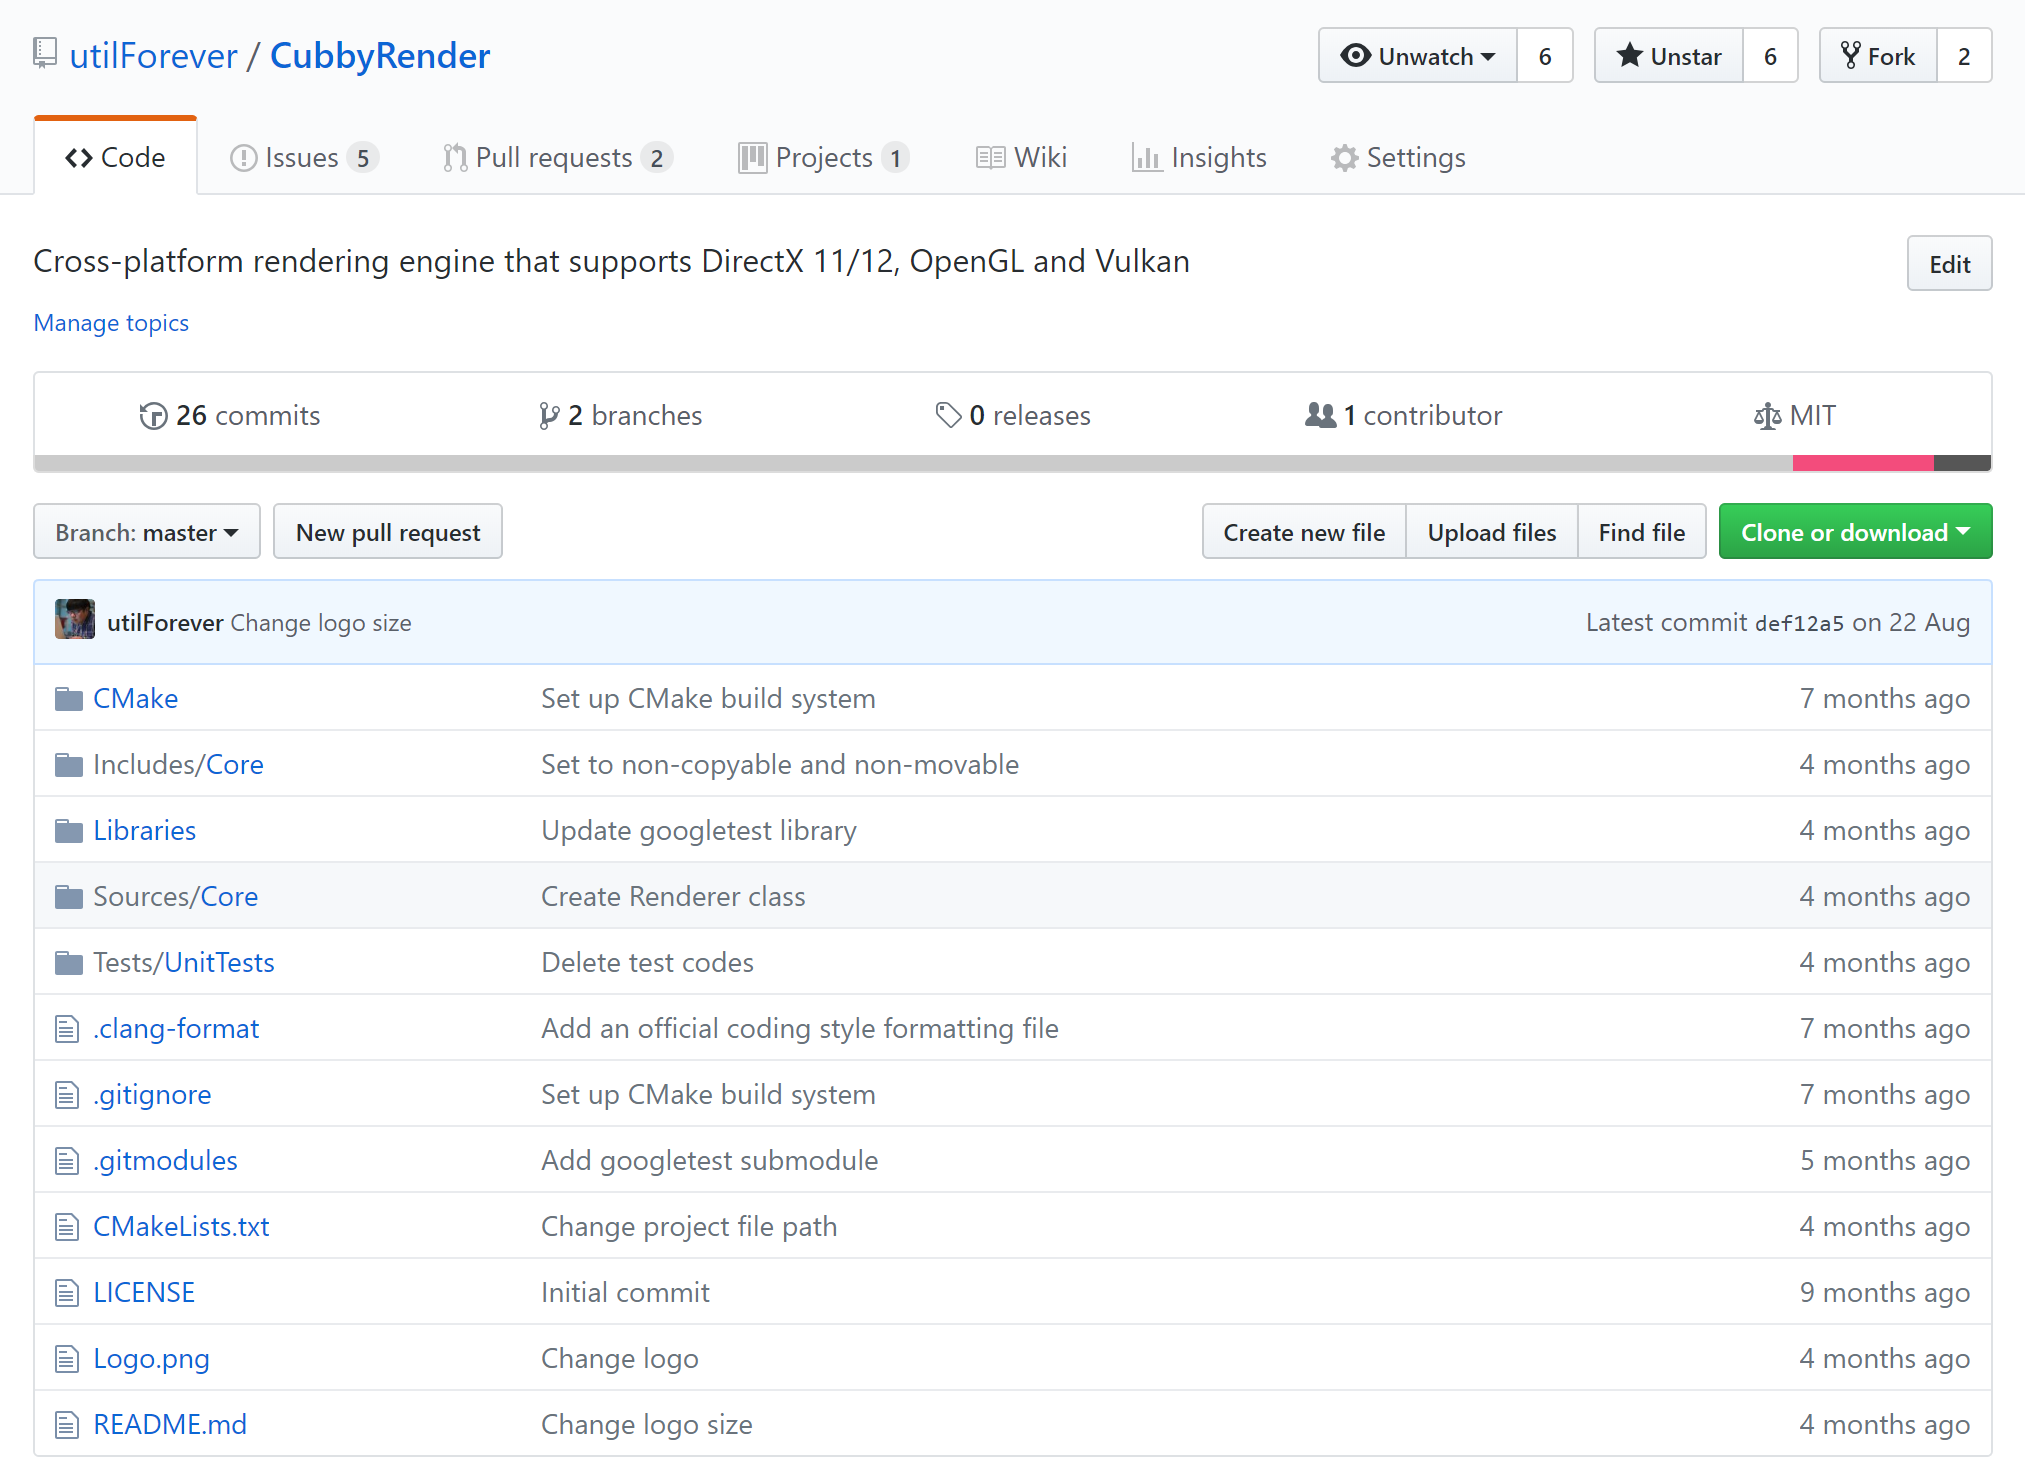 utilForever / CubbyRender
Unwatch 6
Unstar 6
Fork 2
Code
Issues 5
Pull requests 2
Projects 1
Wiki
Insights
Settings
Cross-platform rendering engine that supports DirectX 11/12, OpenGL and Vulkan
Edit
Manage topics
26 commits
2 branches
0 releases
1 contributor
MIT
Branch: master
New pull request
Create new file
Upload files
Find file
Clone or download
utilForever Change logo size
Latest commit def12a5 on 22 Aug
CMake Set up CMake build system 7 months ago
Includes/Core Set to non-copyable and non-movable 4 months ago
Libraries Update googletest library 4 months ago
Sources/Core Create Renderer class 4 months ago
Tests/UnitTests Delete test codes 4 months ago
.clang-format Add an official coding style formatting file 7 months ago
.gitignore Set up CMake build system 7 months ago
.gitmodules Add googletest submodule 5 months ago
CMakeLists.txt Change project file path 4 months ago
LICENSE Initial commit 9 months ago
Logo.png Change logo 4 months ago
README.md Change logo size 4 months ago